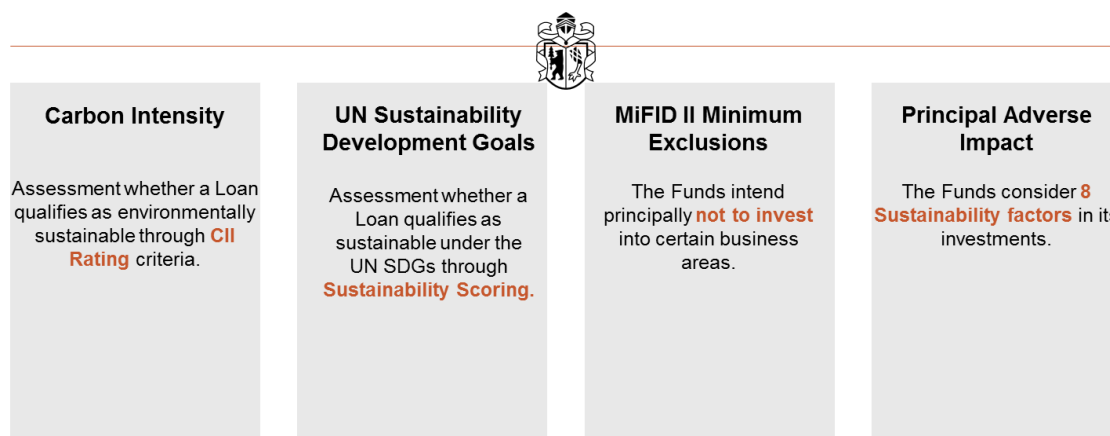 Carbon Intensity
Assessment whether a Loan
qualifies as environmentally
sustainable through CII
Rating criteria.
UN Sustainability
Development Goals
Assessment whether a
Loan qualifies as
sustainable under the
UN SDGs through
Sustainability Scoring.
MiFID II Minimum
Exclusions
The Funds intend
principally not to invest
into certain business
areas.
Principal Adverse
Impact
The Funds consider 8
Sustainability factors in its
investments.